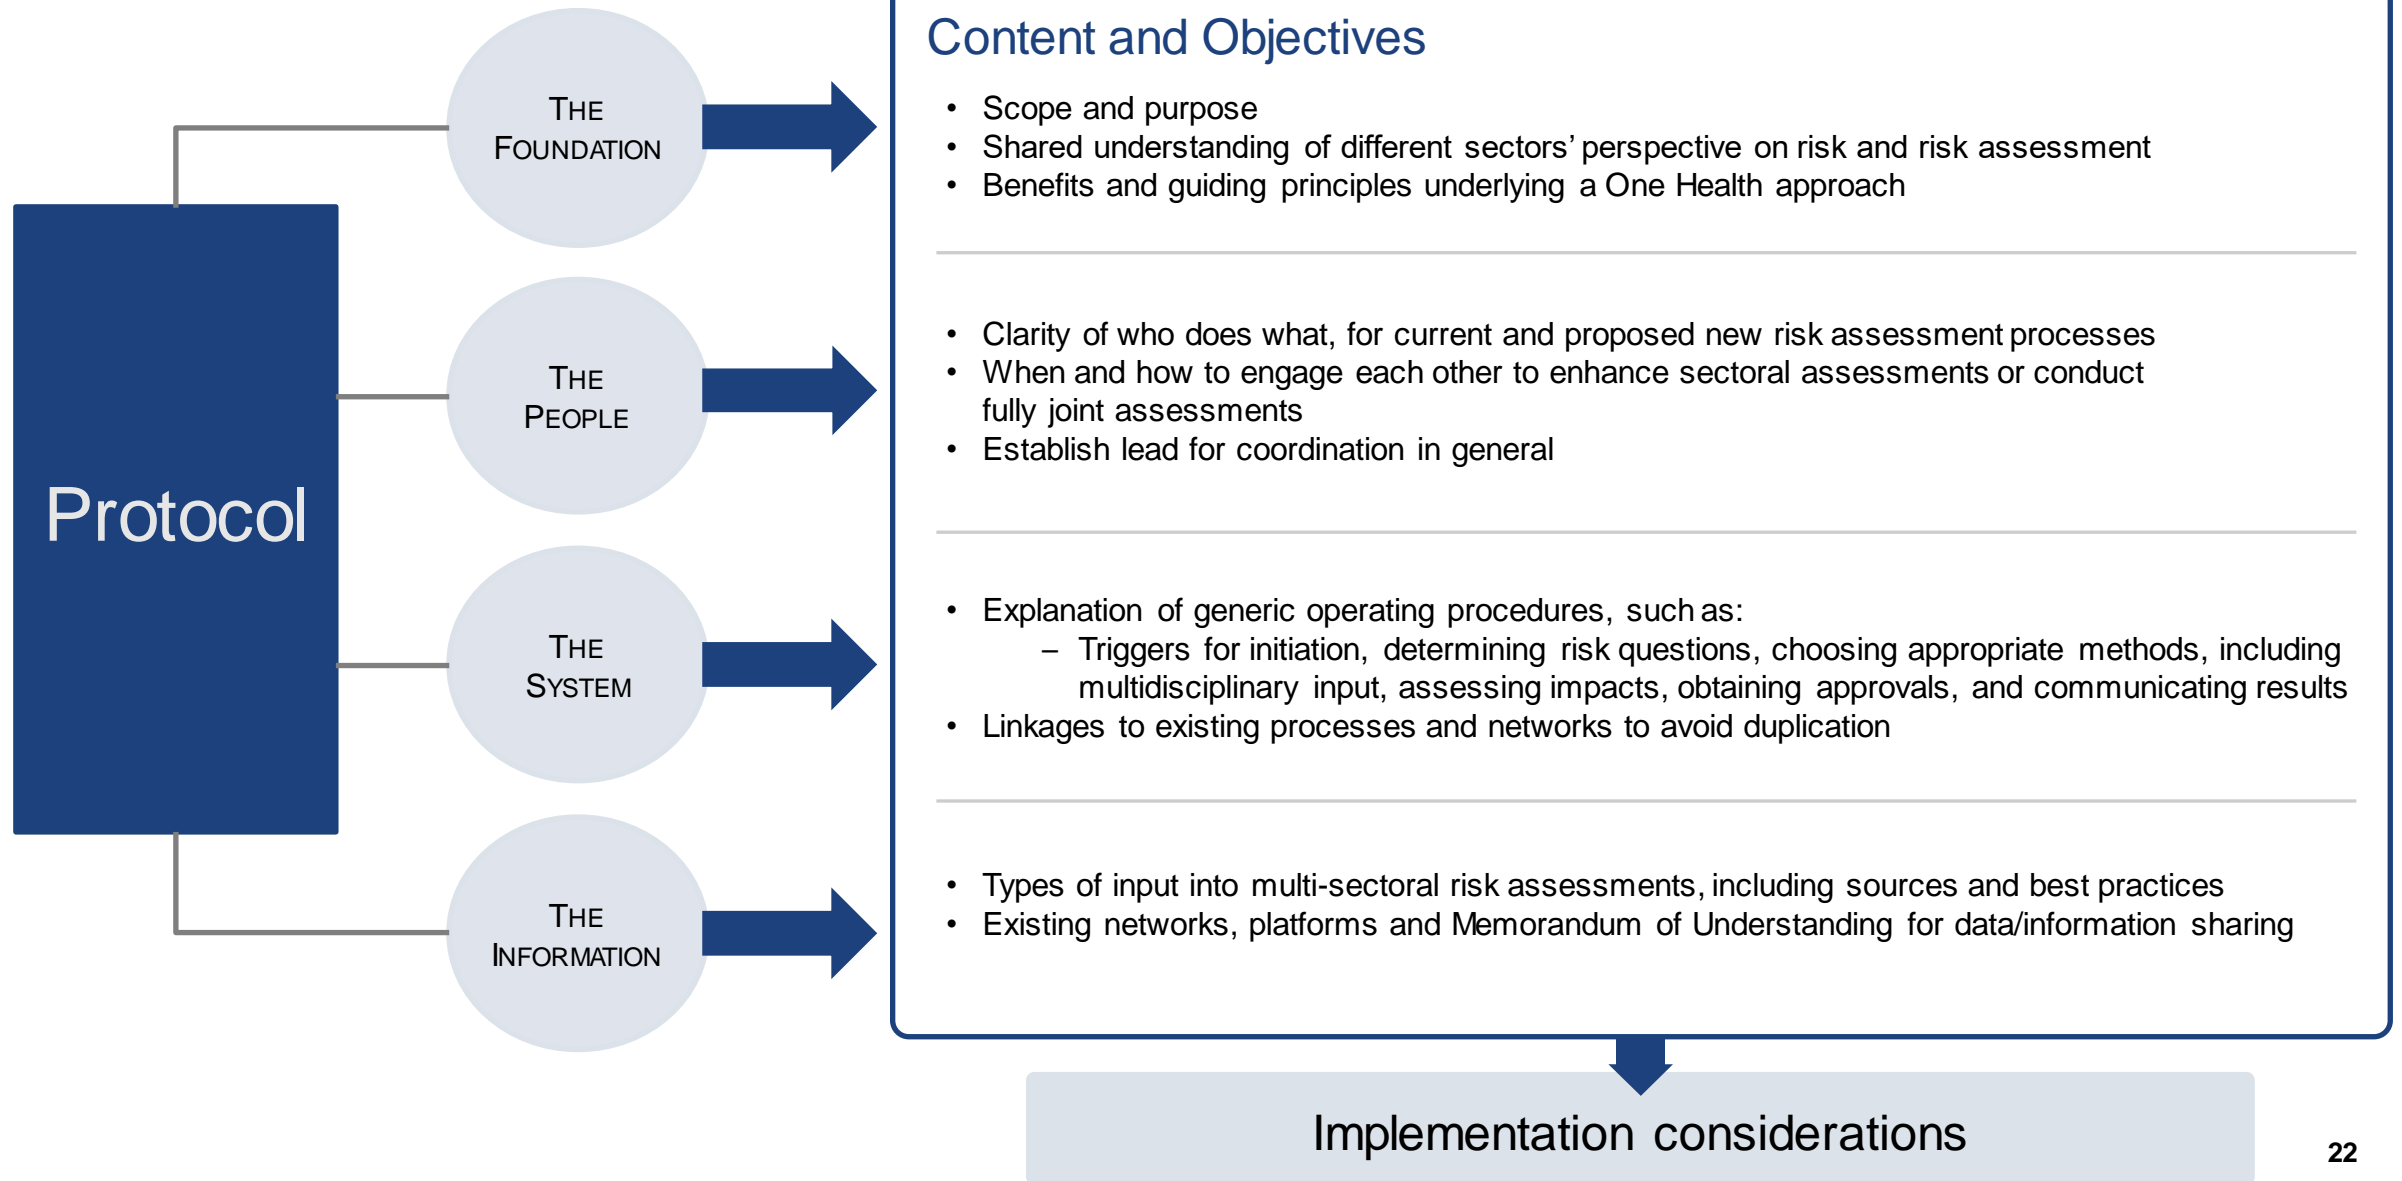 Protocol
THE
FOUNDATION
THE
PEOPLE
THE
SYSTEM
THE
INFORMATION
Content and Objectives
• Scope and purpose
• Shared understanding of different sectors’ perspective on risk and risk assessment
• Benefits and guiding principles underlying a One Health approach
• Clarity of who does what, for current and proposed new risk assessment processes
• When and how to engage each other to enhance sectoral assessments or conduct
fully joint assessments
• Establish lead for coordination in general
• Explanation of generic operating procedures, such as:
– Triggers for initiation, determining risk questions, choosing appropriate methods, including
multidisciplinary input, assessing impacts, obtaining approvals, and communicating results
• Linkages to existing processes and networks to avoid duplication
• Types of input into multi-sectoral risk assessments, including sources and best practices
• Existing networks, platforms and Memorandum of Understanding for data/information sharing
Implementation considerations
22